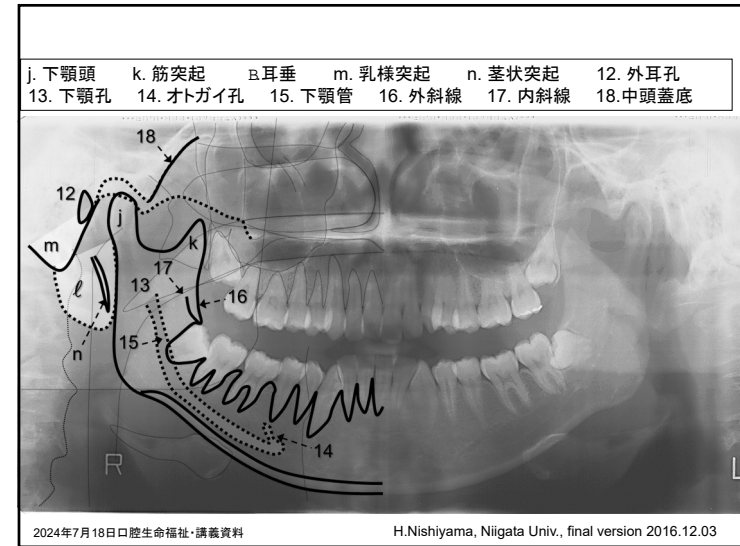 j. 下顎頭 k. 筋突起 ㅌ耳垂 m. 乳様突起 n. 茎状突起 12. 外耳孔
13. 下顎孔 14. オトガイ孔 15. 下顎管 16. 外斜線 17. 内斜線 18.中頭蓋底
18
12
j
m
k
ℓ
17
13
16
15
n
14
R
L
2024年7月18日口腔生命福祉・講義資料 H.Nishiyama, Niigata Univ., final version 2016.12.03